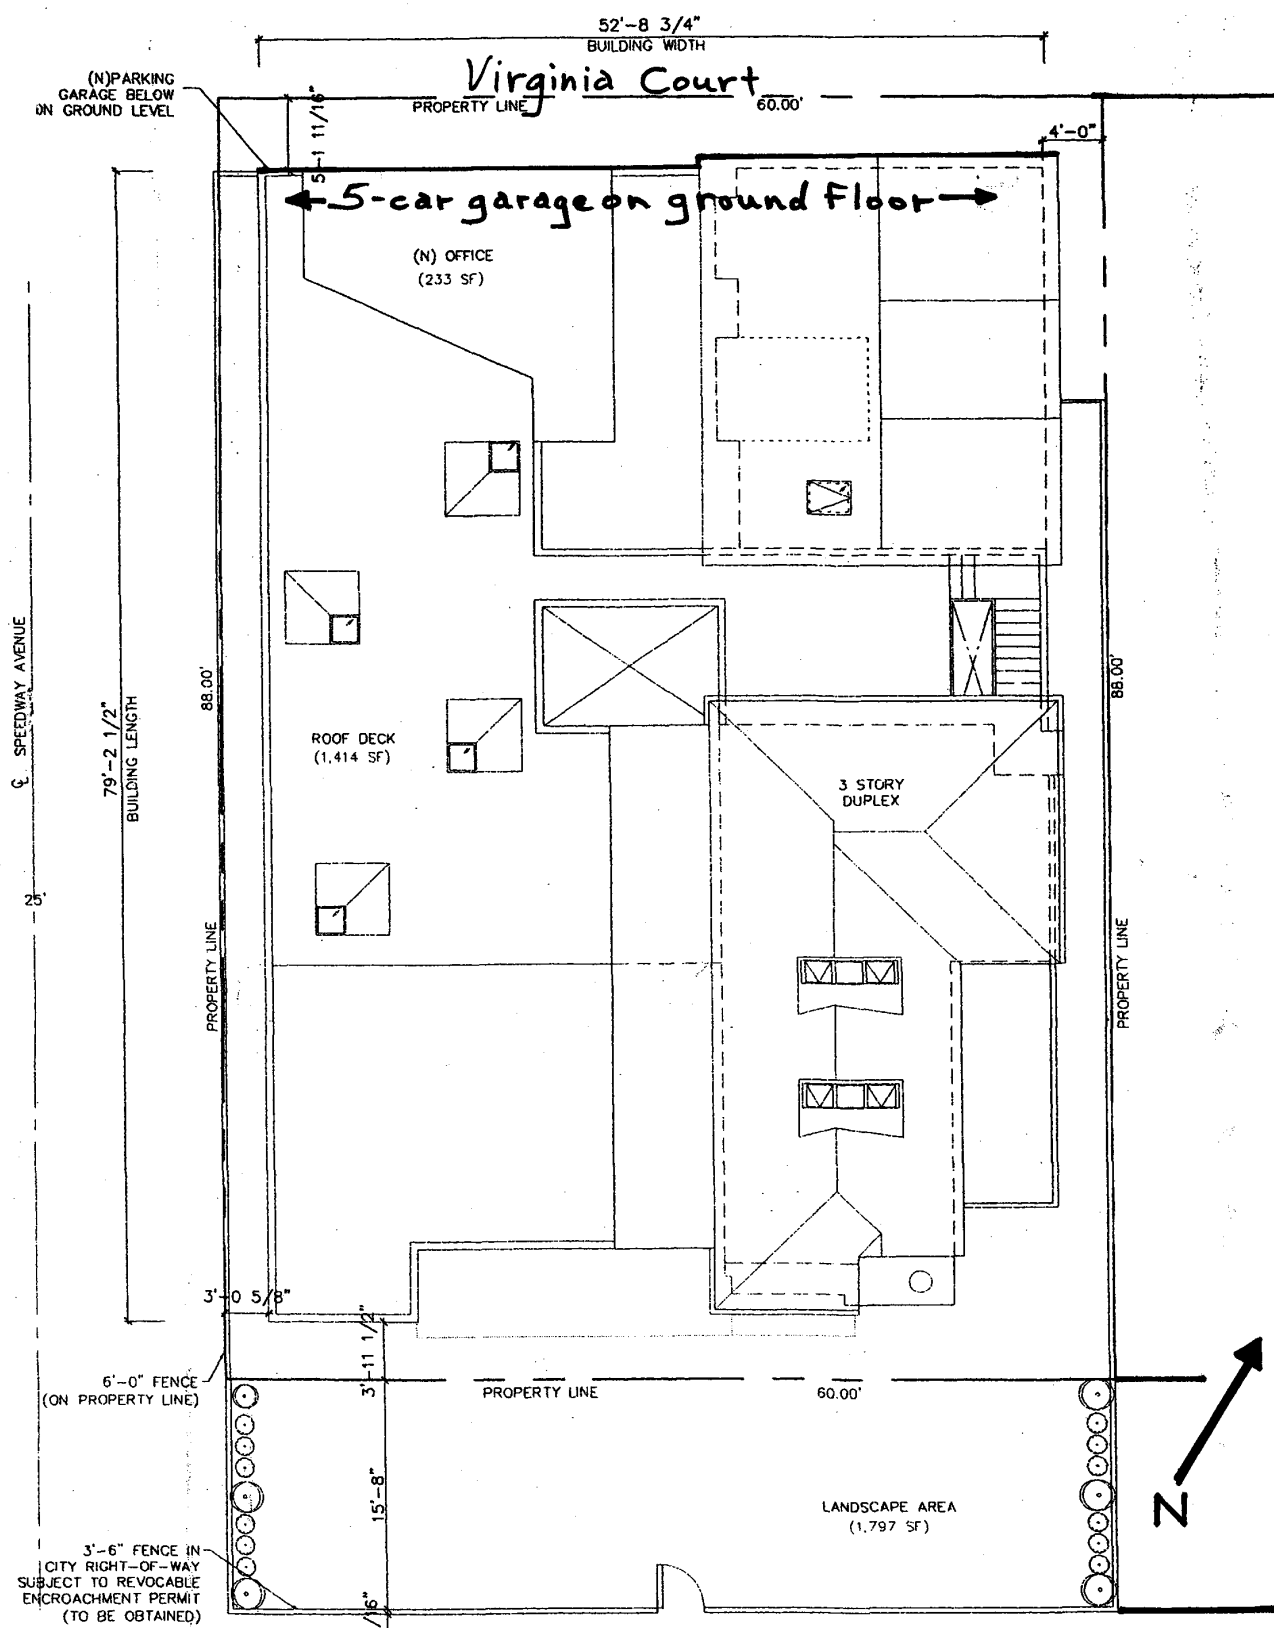 52'-8 3/4"
BUILDING WIDTH
Virginia Court
(N)PARKING
GARAGE BELOW
ON GROUND LEVEL
PROPERTY LINE
60.00'
5'-1 11/16"
4'-0"
5-car garage on ground Floor
(N) OFFICE
(233 SF)
℄ SPEEDWAY AVENUE
25'
79'-2 1/2"
BUILDING LENGTH
88.00'
PROPERTY LINE
ROOF DECK
(1,414 SF)
3 STORY
DUPLEX
88.00'
PROPERTY LINE
3'-0 5/8"
3'-11 1/2"
6'-0" FENCE
(ON PROPERTY LINE)
PROPERTY LINE
60.00'
15'-8"
LANDSCAPE AREA
(1,797 SF)
N
3'-6" FENCE IN
CITY RIGHT-OF-WAY
SUBJECT TO REVOCABLE
ENCROACHMENT PERMIT
(TO BE OBTAINED)
/16"